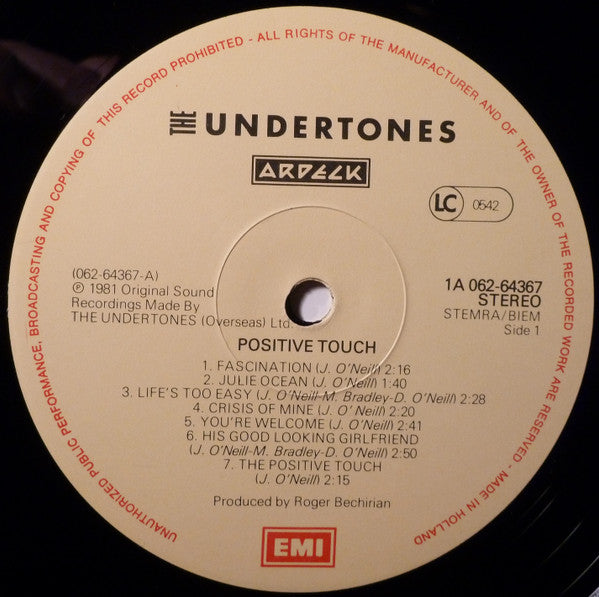 UNAUTHORIZED PUBLIC PERFORMANCE, BROADCASTING AND COPYING OF THIS RECORD PROHIBITED - ALL RIGHTS OF THE MANUFACTURER AND OF THE OWNER OF THE RECORDED WORK ARE RESERVED - MADE IN HOLLAND
THE UNDERTONES
ARDECK
LC 0542
(062-64367-A)
℗ 1981 Original Sound
Recordings Made By
THE UNDERTONES (Overseas) Ltd.
1A 062-64367
STEREO
STEMRA/BIEM
Side 1
POSITIVE TOUCH
1. FASCINATION (J. O'Neill) 2:16
2. JULIE OCEAN (J. O'Neill) 1:40
3. LIFE'S TOO EASY (J. O'Neill-M. Bradley-D. O'Neill) 2:28
4. CRISIS OF MINE (J. O' Neill) 2:20
5. YOU'RE WELCOME (J. O'Neill) 2:41
6. HIS GOOD LOOKING GIRLFRIEND
(J. O'Neill-M. Bradley-D. O'Neill) 2:50
7. THE POSITIVE TOUCH
(J. O'Neill) 2:15
Produced by Roger Bechirian
EMI